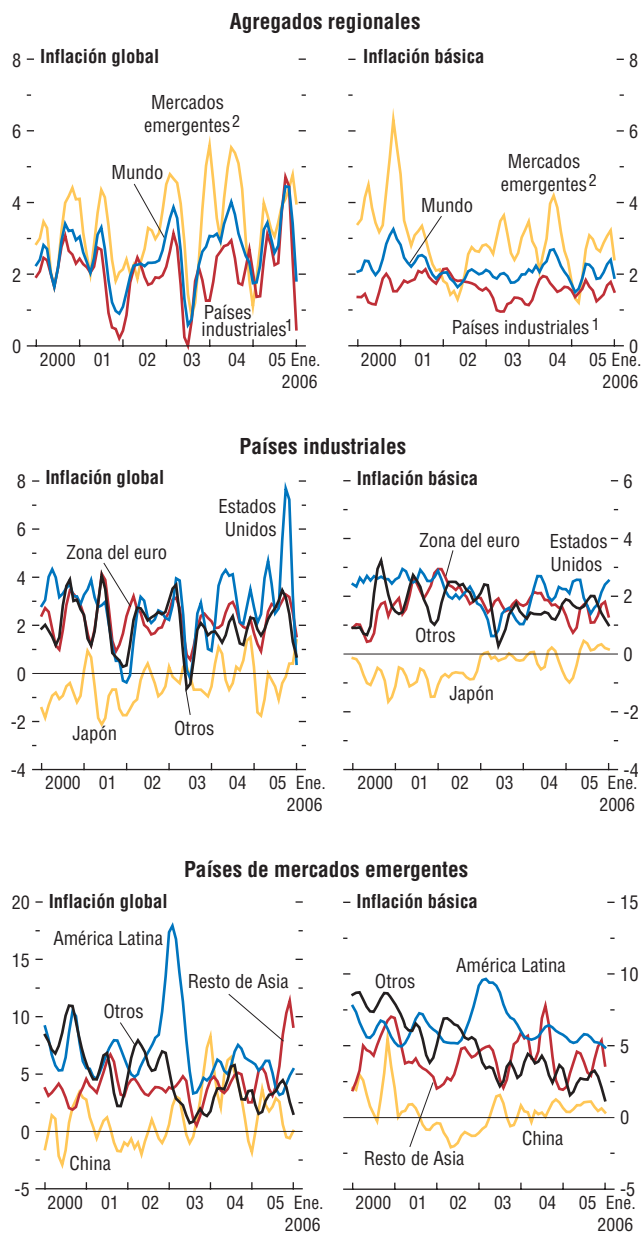 Agregados regionales
Inflación global
Inflación básica
8
6
4
2
0
Mercados
emergentes2
Mundo
Países
industriales1
2000 01 02 03 04 05 Ene.
2006
8
6
4
2
0
Mercados
emergentes2
Mundo
Países industriales1
2000 01 02 03 04 05 Ene.
2006
Países industriales
Inflación global
Inflación básica
8
6
4
2
0
-2
-4
Estados
Unidos
Zona del euro
Japón
Otros
2000 01 02 03 04 05 Ene.
2006
6
4
2
0
-2
-4
Zona del euro
Estados
Unidos
Otros
Japón
2000 01 02 03 04 05 Ene.
2006
Países de mercados emergentes
Inflación global
Inflación básica
20
15
10
5
0
-5
América Latina
Resto de Asia
Otros
China
2000 01 02 03 04 05 Ene.
2006
15
10
5
0
-5
Otros
América Latina
Resto de Asia
China
2000 01 02 03 04 05 Ene.
2006